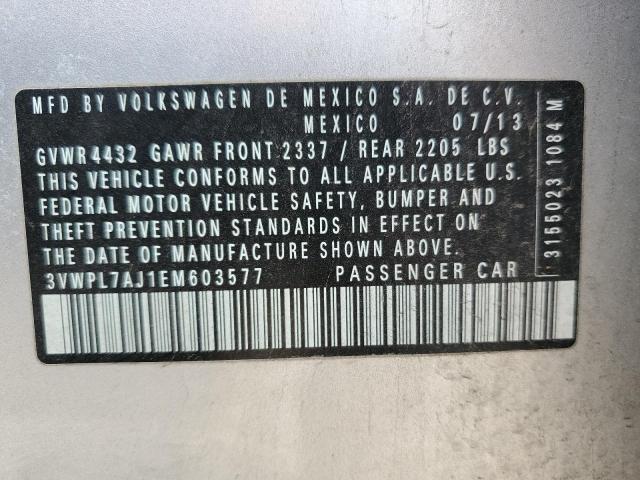 MFD BY VOLKSWAGEN DE MEXICO S.A. DE C.V.
MEXICO 07/13
GVWR4432 GAWR FRONT 2337 / REAR 2205 LBS
THIS VEHICLE CONFORMS TO ALL APPLICABLE U.S.
FEDERAL MOTOR VEHICLE SAFETY, BUMPER AND
THEFT PREVENTION STANDARDS IN EFFECT ON
THE DATE OF MANUFACTURE SHOWN ABOVE.
3VWPL7AJ1EM603577 PASSENGER CAR
3155023 1084 M